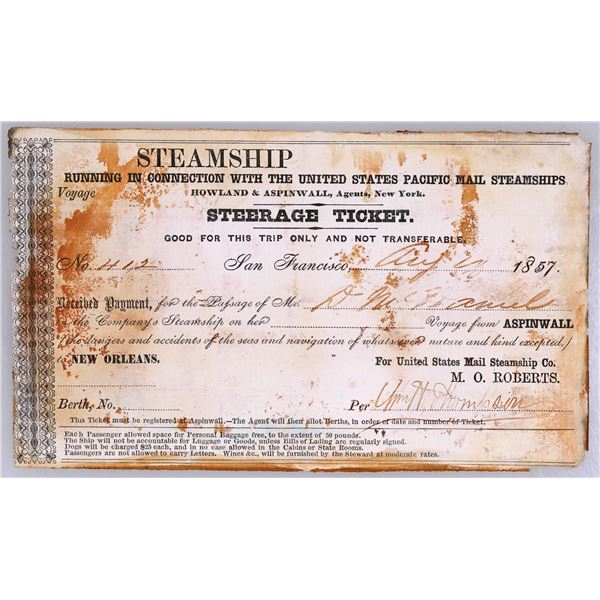 STEAMSHIP
RUNNING IN CONNECTION WITH THE UNITED STATES PACIFIC MAIL STEAMSHIPS
Voyage HOWLAND & ASPINWALL, Agents, New York.
STEERAGE TICKET.
GOOD FOR THIS TRIP ONLY AND NOT TRANSFERABLE.
No. 412 San Francisco, 1857.
Received Payment, for the Passage of Mr. D
in the Company's Steamship on her Voyage from ASPINWALL
(the dangers and accidents of the seas and navigation of whatsoever nature and kind excepted,)
to NEW ORLEANS. For United States Mail Steamship Co.
M. O. ROBERTS.
Berth, No. Per Wm H Thompson
This Ticket must be registered at Aspinwall.—The Agent will then pilot Berths, in order of date and number of Ticket.
Each Passenger allowed space for Personal Baggage free, to the extent of 50 pounds.
The Ship will not be accountable for Luggage or Goods, unless Bills of Lading are regularly signed.
Dogs will be charged $25 each, and in no case allowed in the Cabins or State Rooms.
Passengers are not allowed to carry Letters. Wines &c., will be furnished by the Steward at moderate rates.